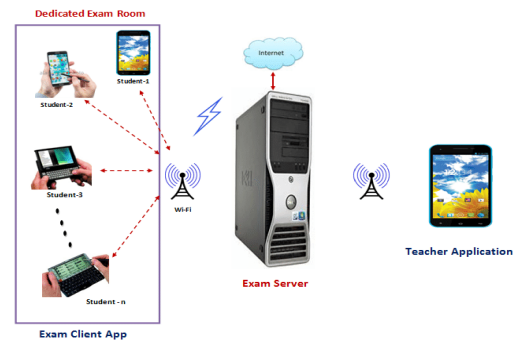 Dedicated Exam Room
Student-1
Student-2
Student-3
Student - n
Exam Client App
Wi-Fi
Internet
Exam Server
Teacher Application